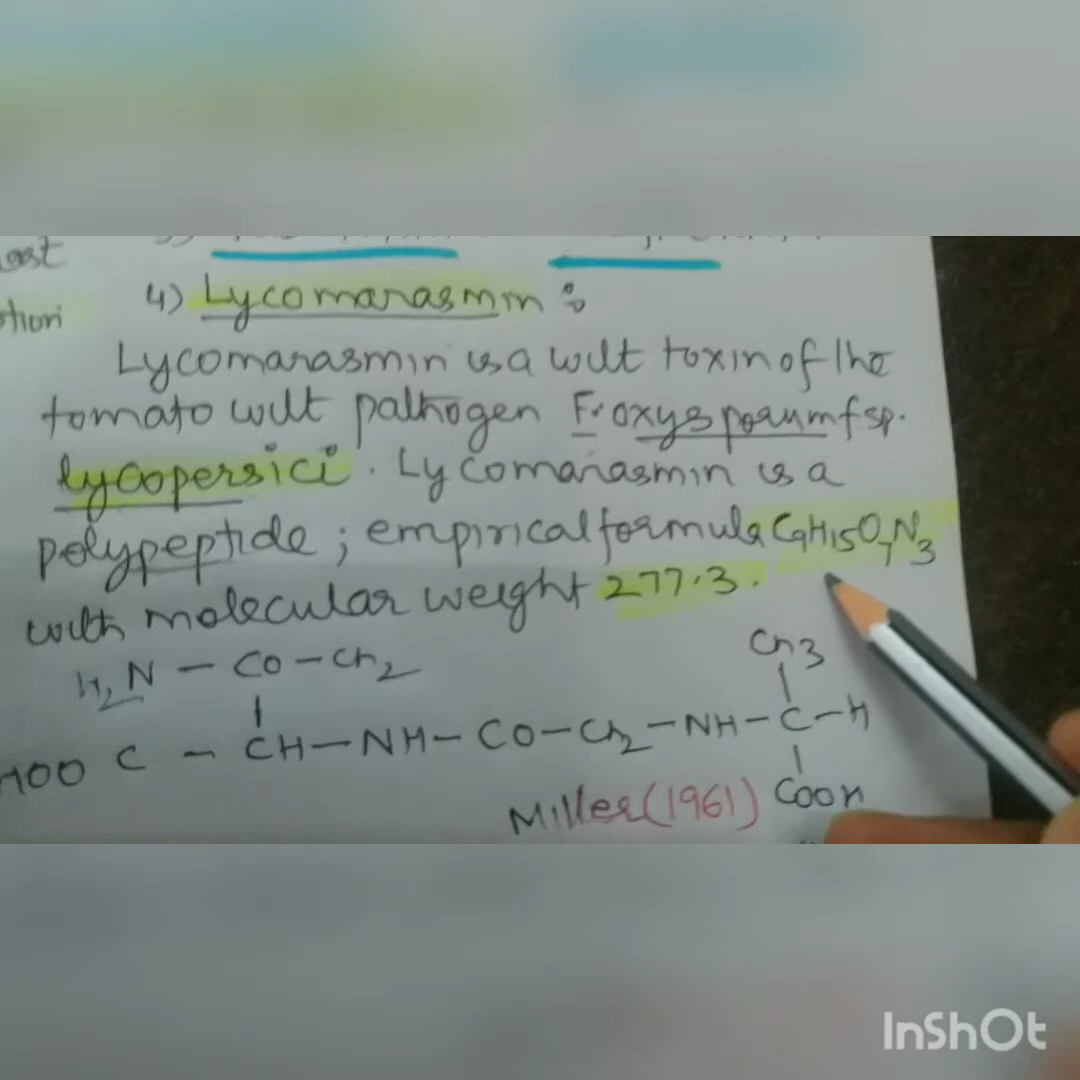 ost
4) Lycomarasmin :
tion
Lycomarasmin is a wilt toxin of the
tomato wilt pathogen F. oxysporum f sp.
lycopersici . Lycomarasmin is a
polypeptide ; empirical formula C9H15O7N3
with molecular weight 277.3.
CH3
H2N — CO — CH2
HOO C - CH — NH — CO — CH2 — NH — C — H
Miller (1961) COOH
InShOt